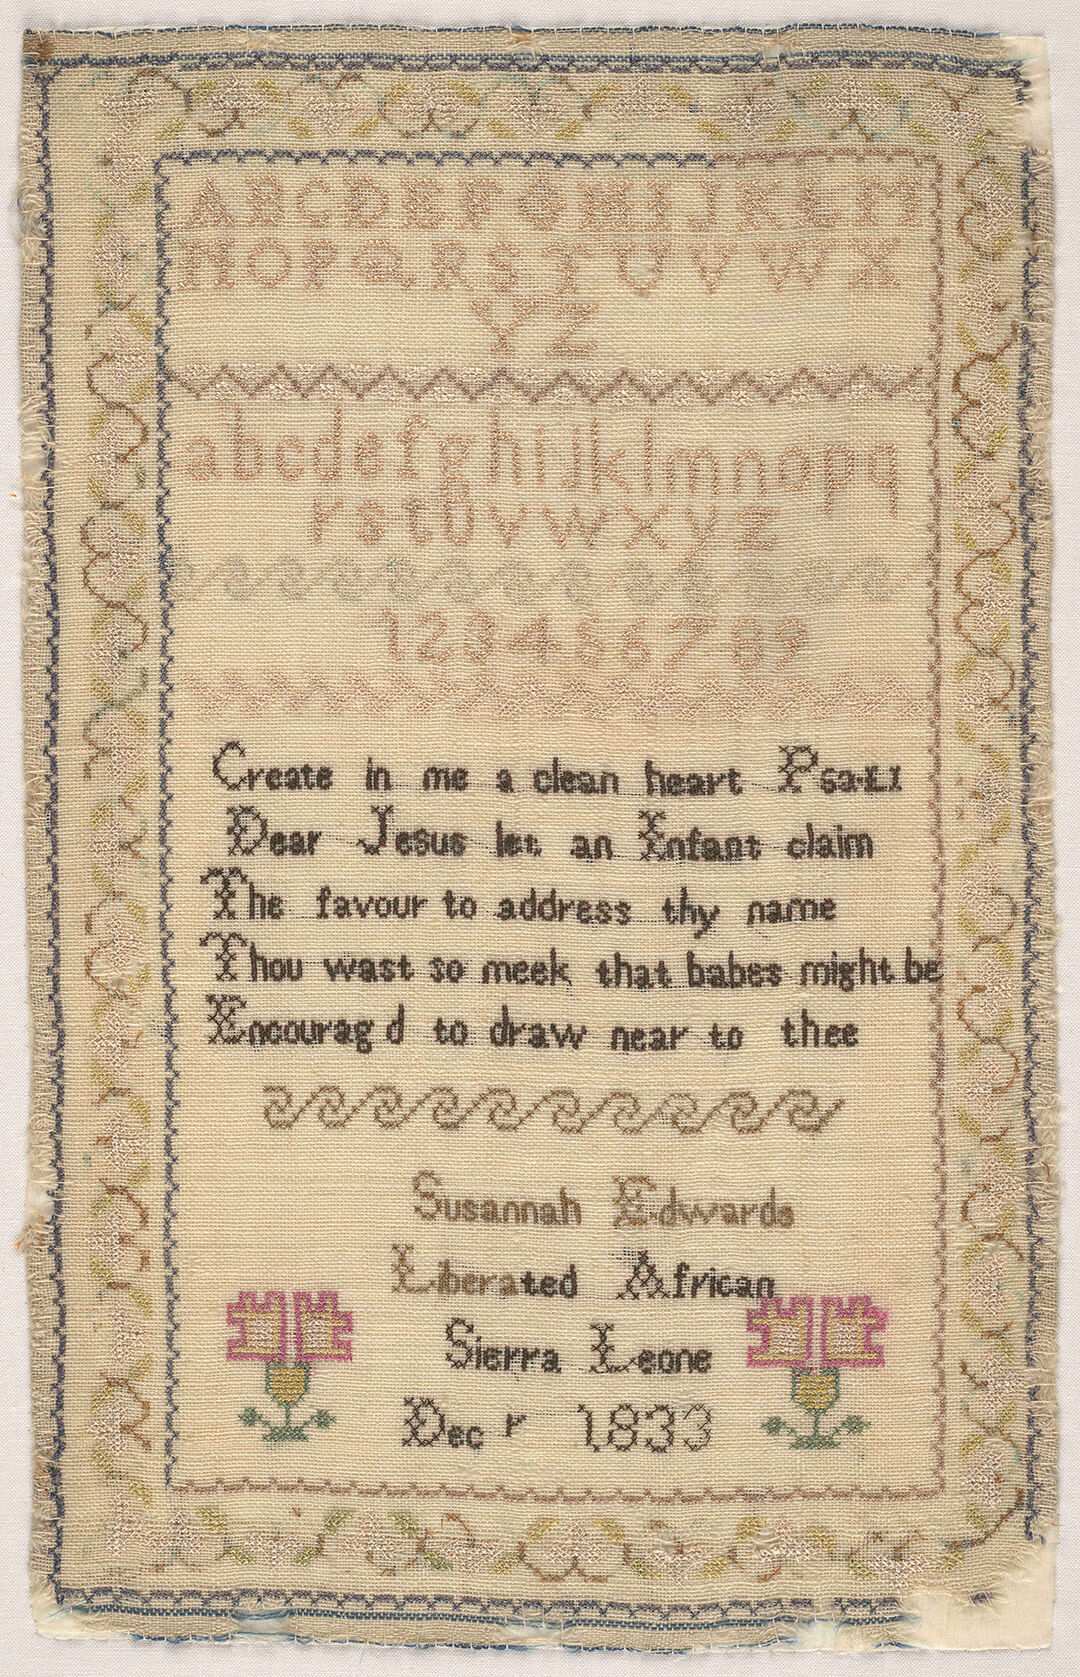 ABCDEFGHIJKLM
NOPQRSTUVWX
YZ
abcdefghijklmnopq
rstuvwxyz
123456789
Create in me a clean heart Psa.LI
Dear Jesus let an Infant claim
The favour to address thy name
Thou wast so meek that babes might be
Encourag d to draw near to thee
Susannah Edwards
Liberated African
Sierra Leone
Dec r 1833